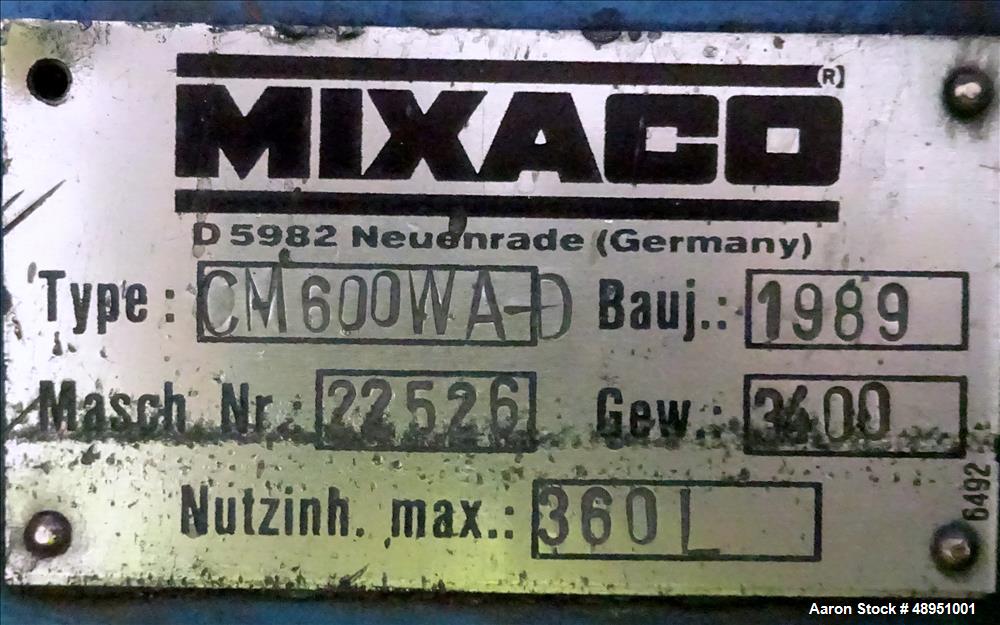 MIXACO (R)
D 5982 Neuenrade (Germany)
Type: CM600WA-D Bauj.: 1989
Masch Nr.: 22526 Gew.: 3400
Nutzinh. max.: 360 L
6492
Aaron Stock # 48951001